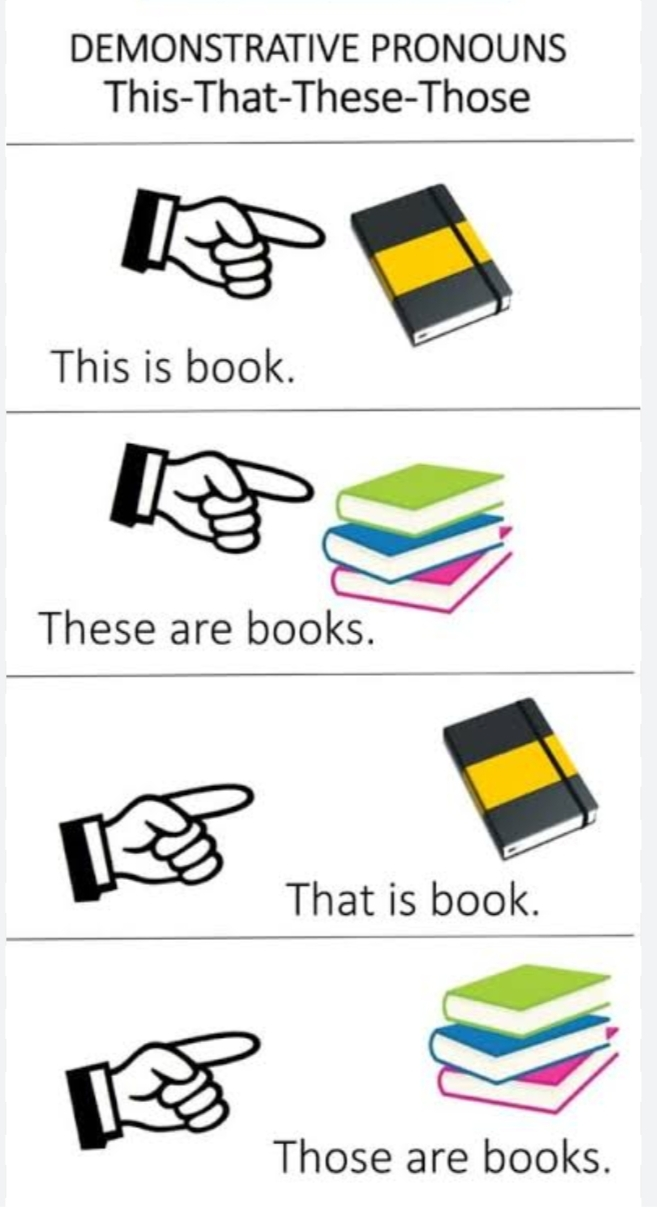 DEMONSTRATIVE PRONOUNS
This-That-These-Those
This is book.
These are books.
That is book.
Those are books.